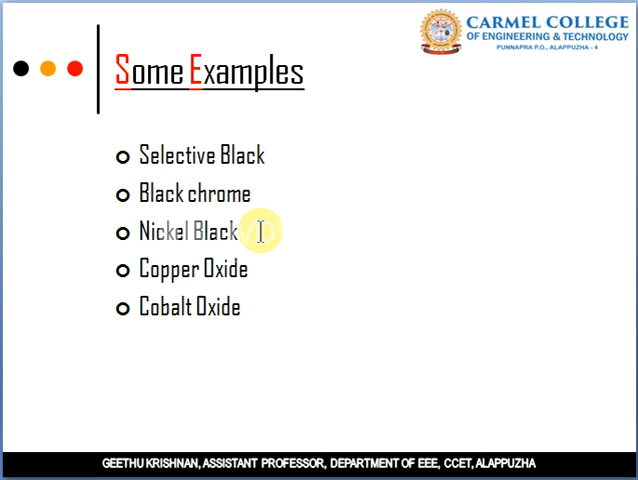 CARMEL COLLEGE
OF ENGINEERING & TECHNOLOGY
PUNNAPRA P.O., ALAPPUZHA - 4
Some Examples
Selective Black
Black chrome
Nickel Black
Copper Oxide
Cobalt Oxide
GEETHU KRISHNAN, ASSISTANT PROFESSOR, DEPARTMENT OF EEE, CCET, ALAPPUZHA